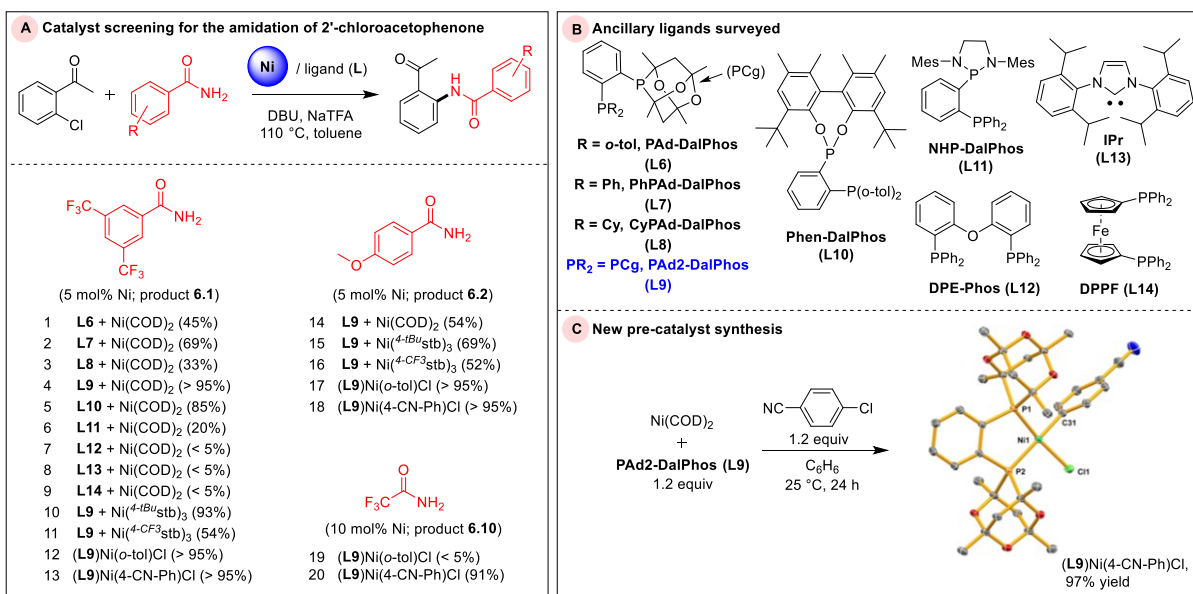 A Catalyst screening for the amidation of 2'-chloroacetophenone
O
Cl
+
O
NH2
R
Ni / ligand (L)
DBU, NaTFA
110 °C, toluene
O
H
N
O
R
F3C
O
NH2
CF3
(5 mol% Ni; product 6.1)
1 L6 + Ni(COD)2 (45%)
2 L7 + Ni(COD)2 (69%)
3 L8 + Ni(COD)2 (33%)
4 L9 + Ni(COD)2 (> 95%)
5 L10 + Ni(COD)2 (85%)
6 L11 + Ni(COD)2 (20%)
7 L12 + Ni(COD)2 (< 5%)
8 L13 + Ni(COD)2 (< 5%)
9 L14 + Ni(COD)2 (< 5%)
10 L9 + Ni(4-tBustb)3 (93%)
11 L9 + Ni(4-CF3stb)3 (54%)
12 (L9)Ni(o-tol)Cl (> 95%)
13 (L9)Ni(4-CN-Ph)Cl (> 95%)
O
NH2
O
(5 mol% Ni; product 6.2)
14 L9 + Ni(COD)2 (54%)
15 L9 + Ni(4-tBustb)3 (69%)
16 L9 + Ni(4-CF3stb)3 (52%)
17 (L9)Ni(o-tol)Cl (> 95%)
18 (L9)Ni(4-CN-Ph)Cl (> 95%)
O
F3C
NH2
(10 mol% Ni; product 6.10)
19 (L9)Ni(o-tol)Cl (< 5%)
20 (L9)Ni(4-CN-Ph)Cl (91%)
B Ancillary ligands surveyed
P
O
O
O
(PCg)
PR2
R = o-tol, PAd-DalPhos
(L6)
R = Ph, PhPAd-DalPhos
(L7)
R = Cy, CyPAd-DalPhos
(L8)
PR2 = PCg, PAd2-DalPhos
(L9)
O
O
P
P(o-tol)2
Phen-DalPhos
(L10)
Mes
N
N
Mes
P
PPh2
NHP-DalPhos
(L11)
N
N
IPr
(L13)
O
PPh2
PPh2
DPE-Phos (L12)
PPh2
Fe
PPh2
DPPF (L14)
C New pre-catalyst synthesis
Ni(COD)2
+
PAd2-DalPhos (L9)
1.2 equiv
NC
Cl
1.2 equiv
C6H6
25 °C, 24 h
P1
C31
Ni1
P2
Cl1
(L9)Ni(4-CN-Ph)Cl,
97% yield